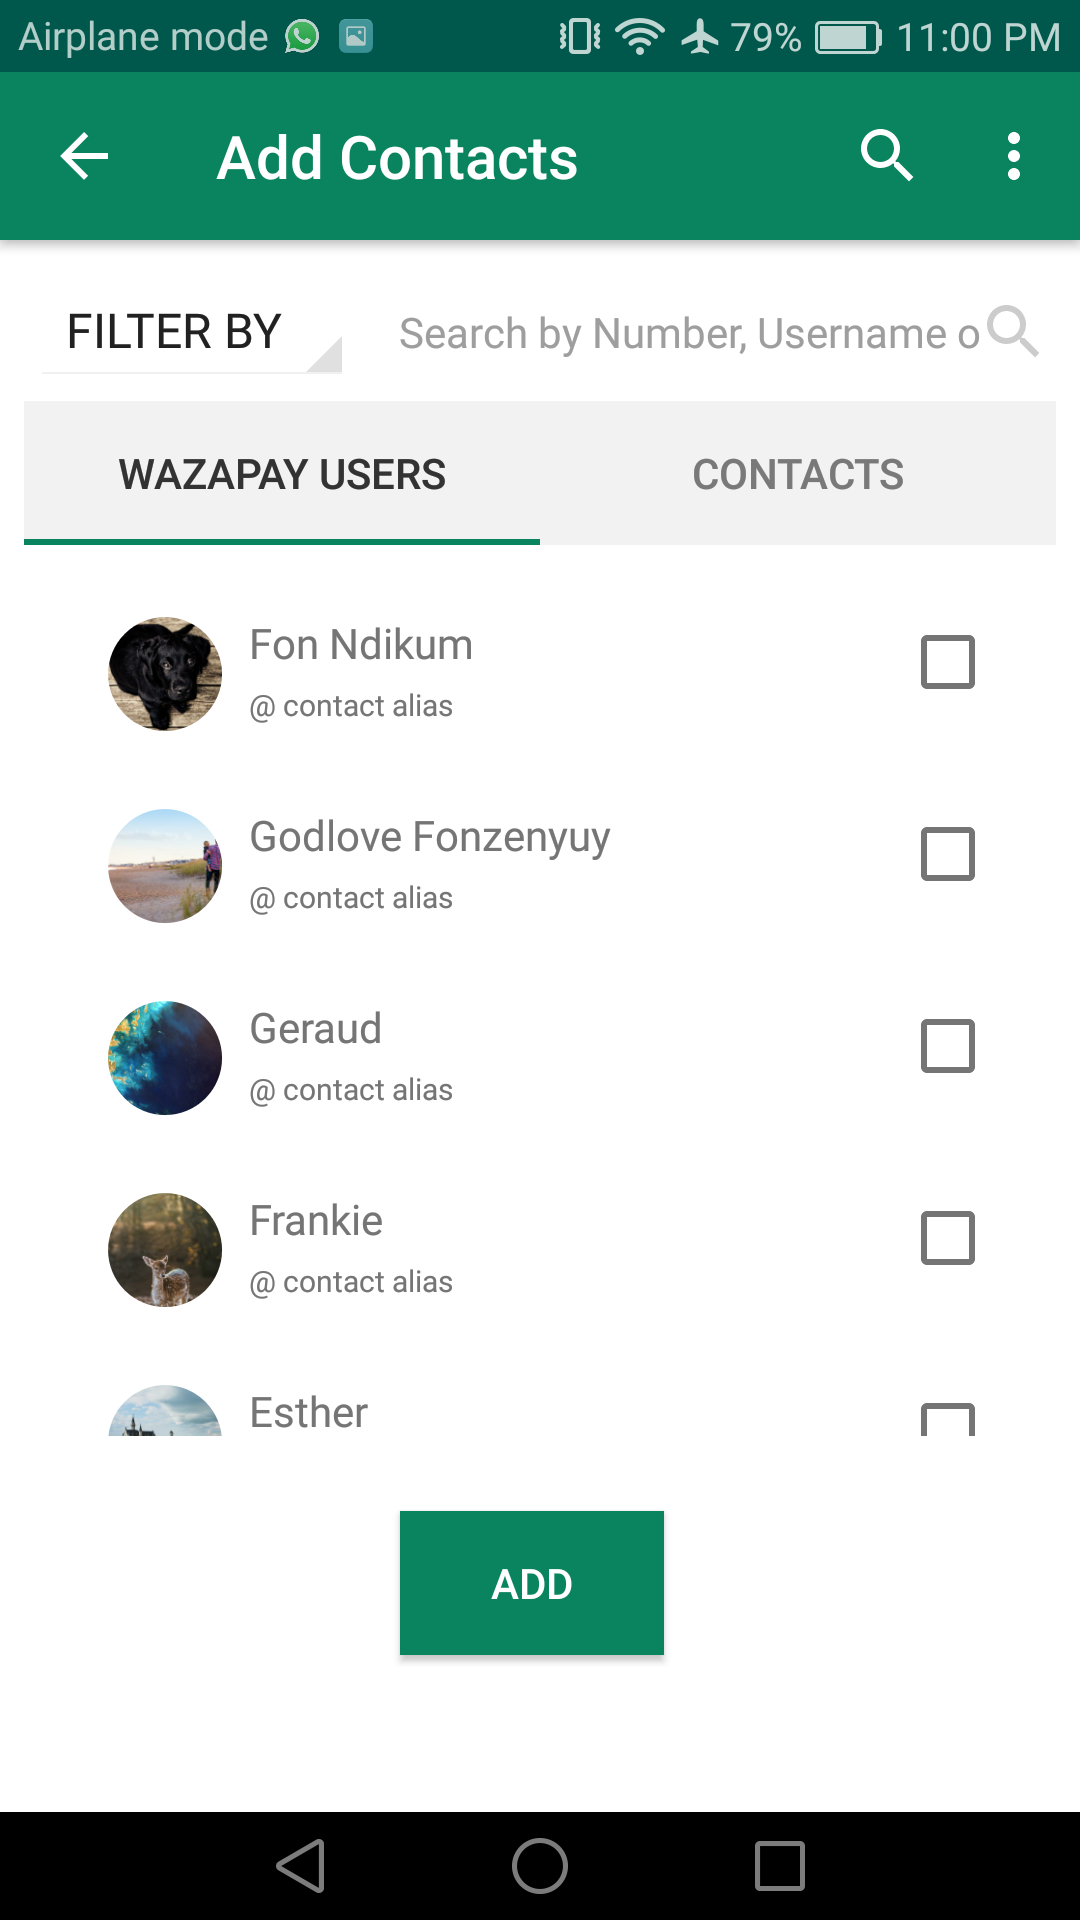 Airplane mode 79% 11:00 PM
Add Contacts
FILTER BY Search by Number, Username o
WAZAPAY USERS CONTACTS
Fon Ndikum
@ contact alias
Godlove Fonzenyuy
@ contact alias
Geraud
@ contact alias
Frankie
@ contact alias
Esther
ADD